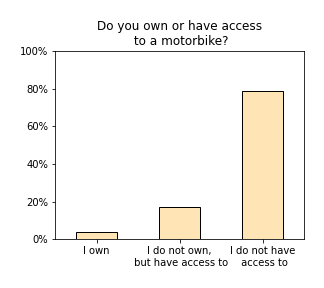 Do you own or have access
to a motorbike?
100%
80%
60%
40%
20%
0%
I own
I do not own,
but have access to
I do not have
access to